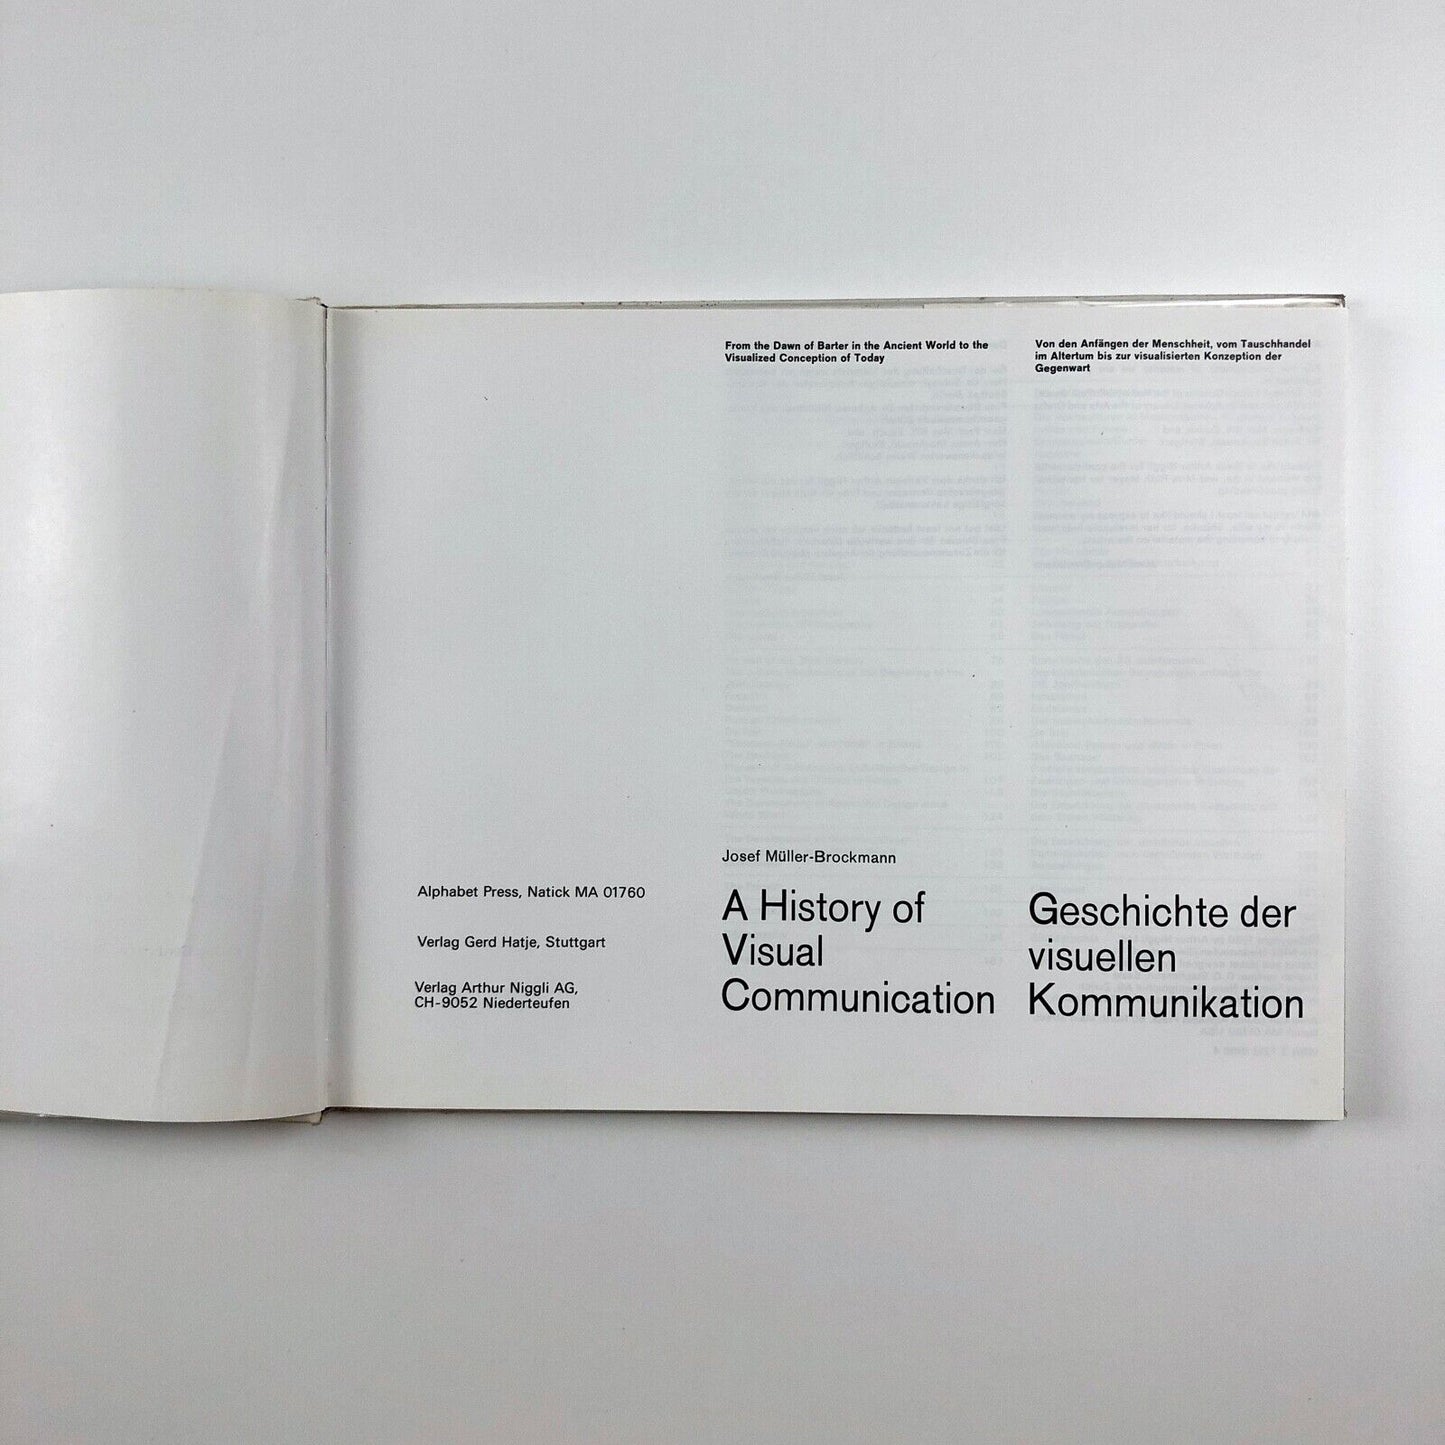 From the Dawn of Barter in the Ancient World to the
Visualized Conception of Today
Von den Anfängen der Menschheit, vom Tauschhandel
im Altertum bis zur visualisierten Konzeption der
Gegenwart
Josef Müller-Brockmann
A History of
Visual
Communication
Geschichte der
visuellen
Kommunikation
Alphabet Press, Natick MA 01760
Verlag Gerd Hatje, Stuttgart
Verlag Arthur Niggli AG,
CH-9052 Niederteufen